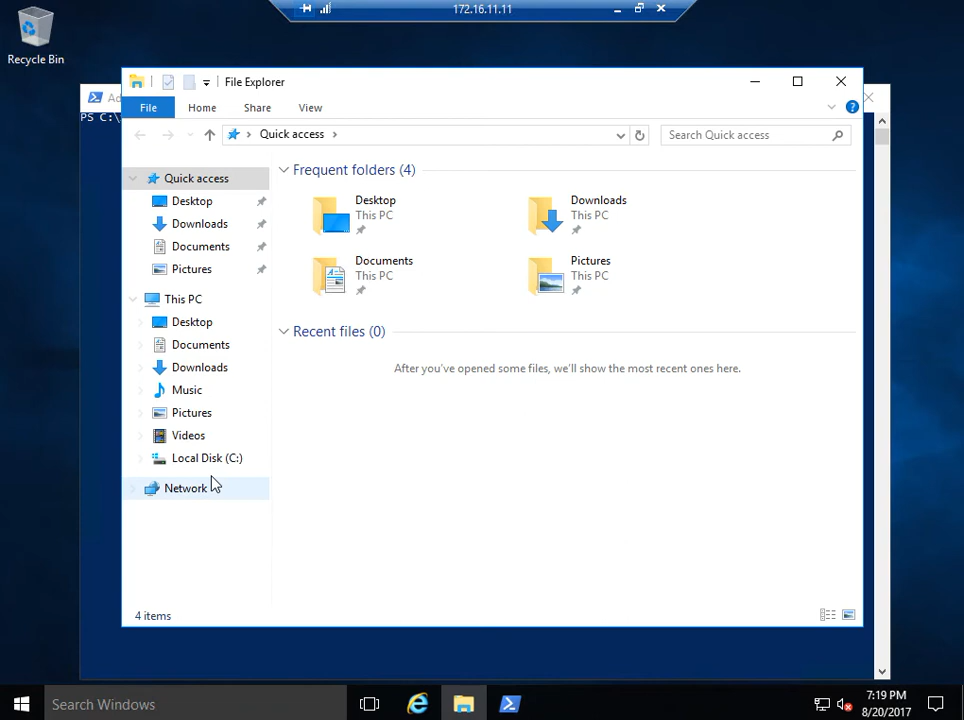 172.16.11.11
Recycle Bin
Ad
PS C:\
File Explorer
File Home Share View
Quick access
Search Quick access
Quick access
Desktop
Downloads
Documents
Pictures
This PC
Desktop
Documents
Downloads
Music
Pictures
Videos
Local Disk (C:)
Network
Frequent folders (4)
Desktop
This PC
Downloads
This PC
Documents
This PC
Pictures
This PC
Recent files (0)
After you've opened some files, we'll show the most recent ones here.
4 items
Search Windows
7:19 PM
8/20/2017